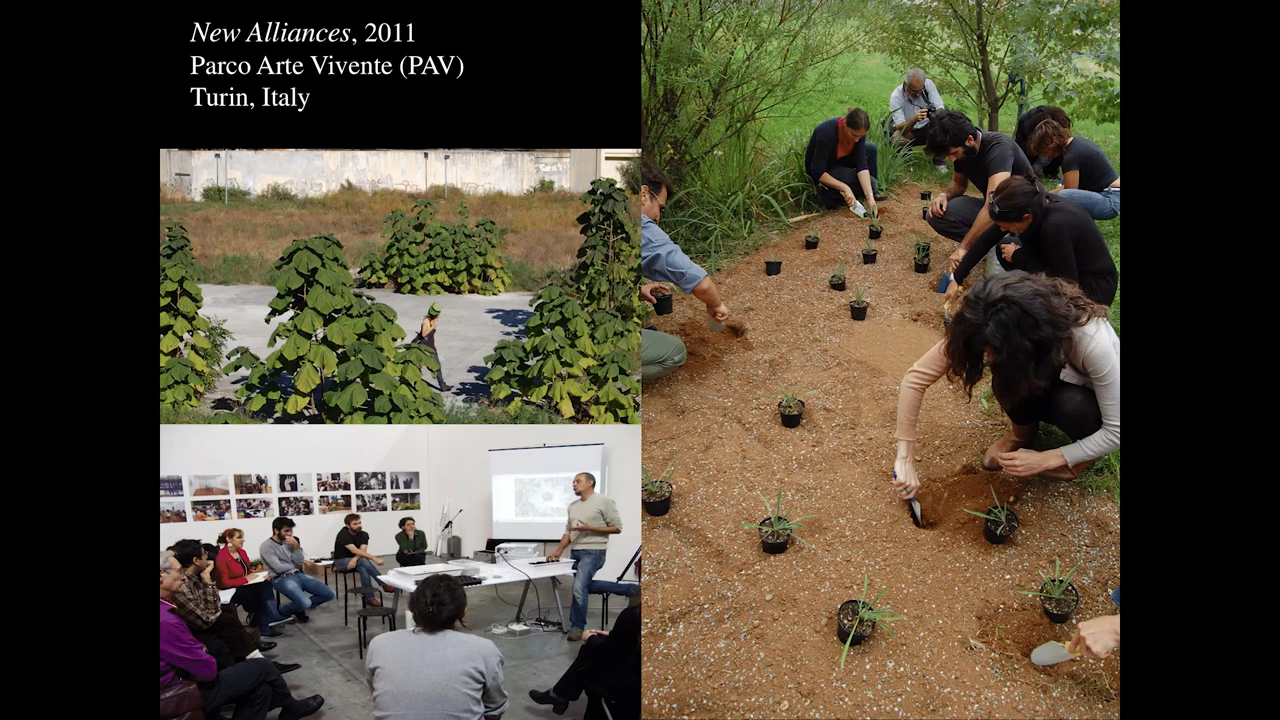 New Alliances, 2011
Parco Arte Vivente (PAV)
Turin, Italy